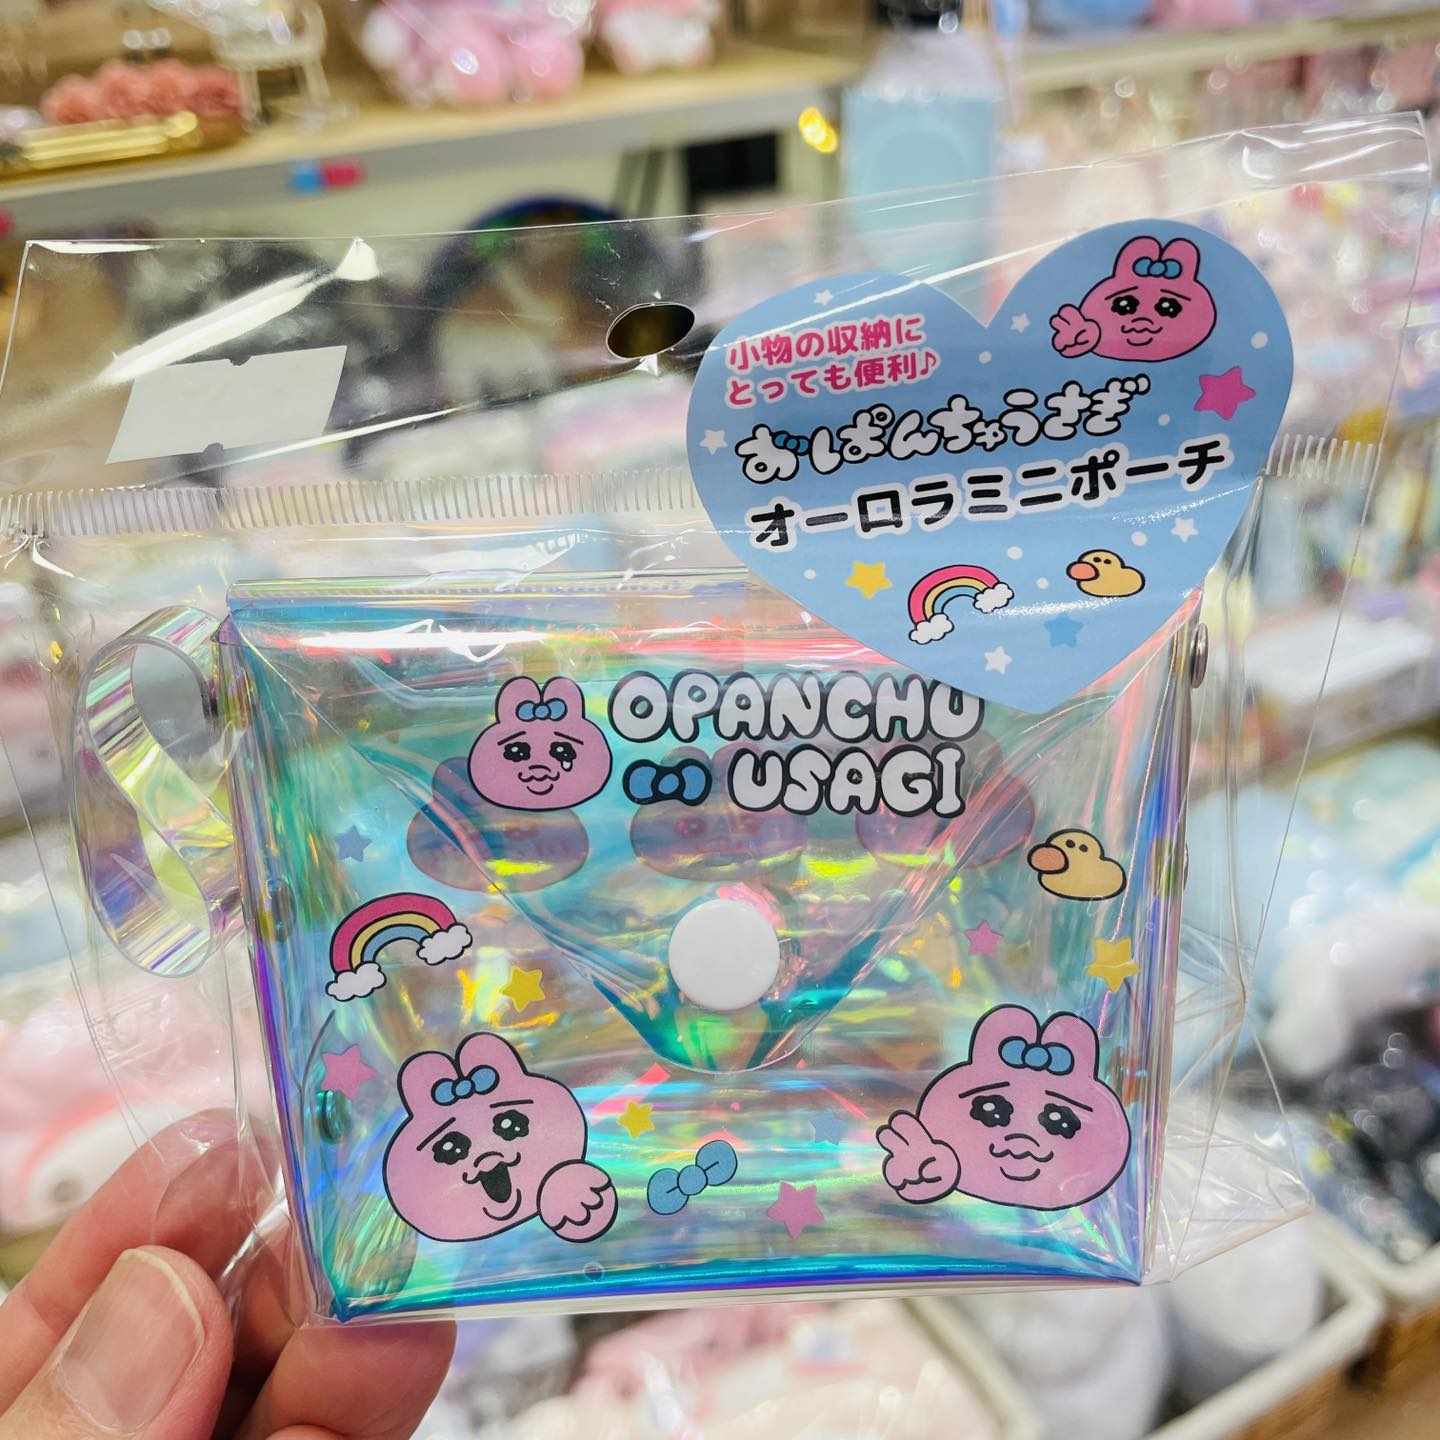 小物の収納に
とっても便利♪
おぱんちゅうさぎ
オーロラミニポーチ
OPANCHU
USAGI